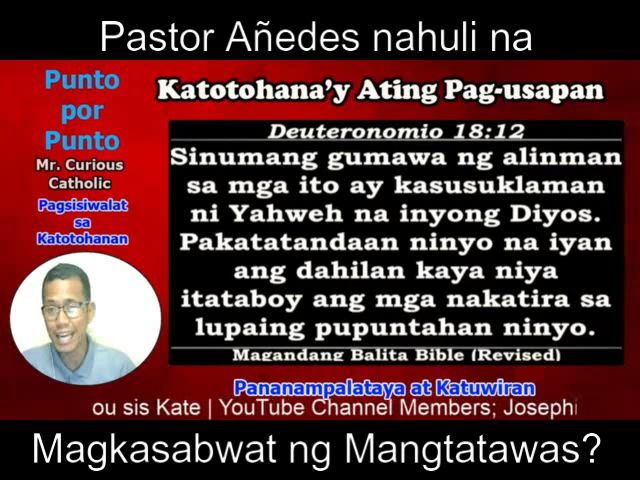 Pastor Añedes nahuli na
Punto
por
Punto
Mr. Curious
Catholic
Pagsisiwalat
sa
Katotohanan
Katotohana'y Ating Pag-usapan
Deuteronomio 18:12
Sinumang gumawa ng alinman
sa mga ito ay kasusuklaman
ni Yahweh na inyong Diyos.
Pakatatandaan ninyo na iyan
ang dahilan kaya niya
itataboy ang mga nakatira sa
lupaing pupuntahan ninyo.
Magandang Balita Bible (Revised)
Pananampalataya at Katuwiran
ou sis Kate | YouTube Channel Members; Josephi
Magkasabwat ng Mangtatawas?